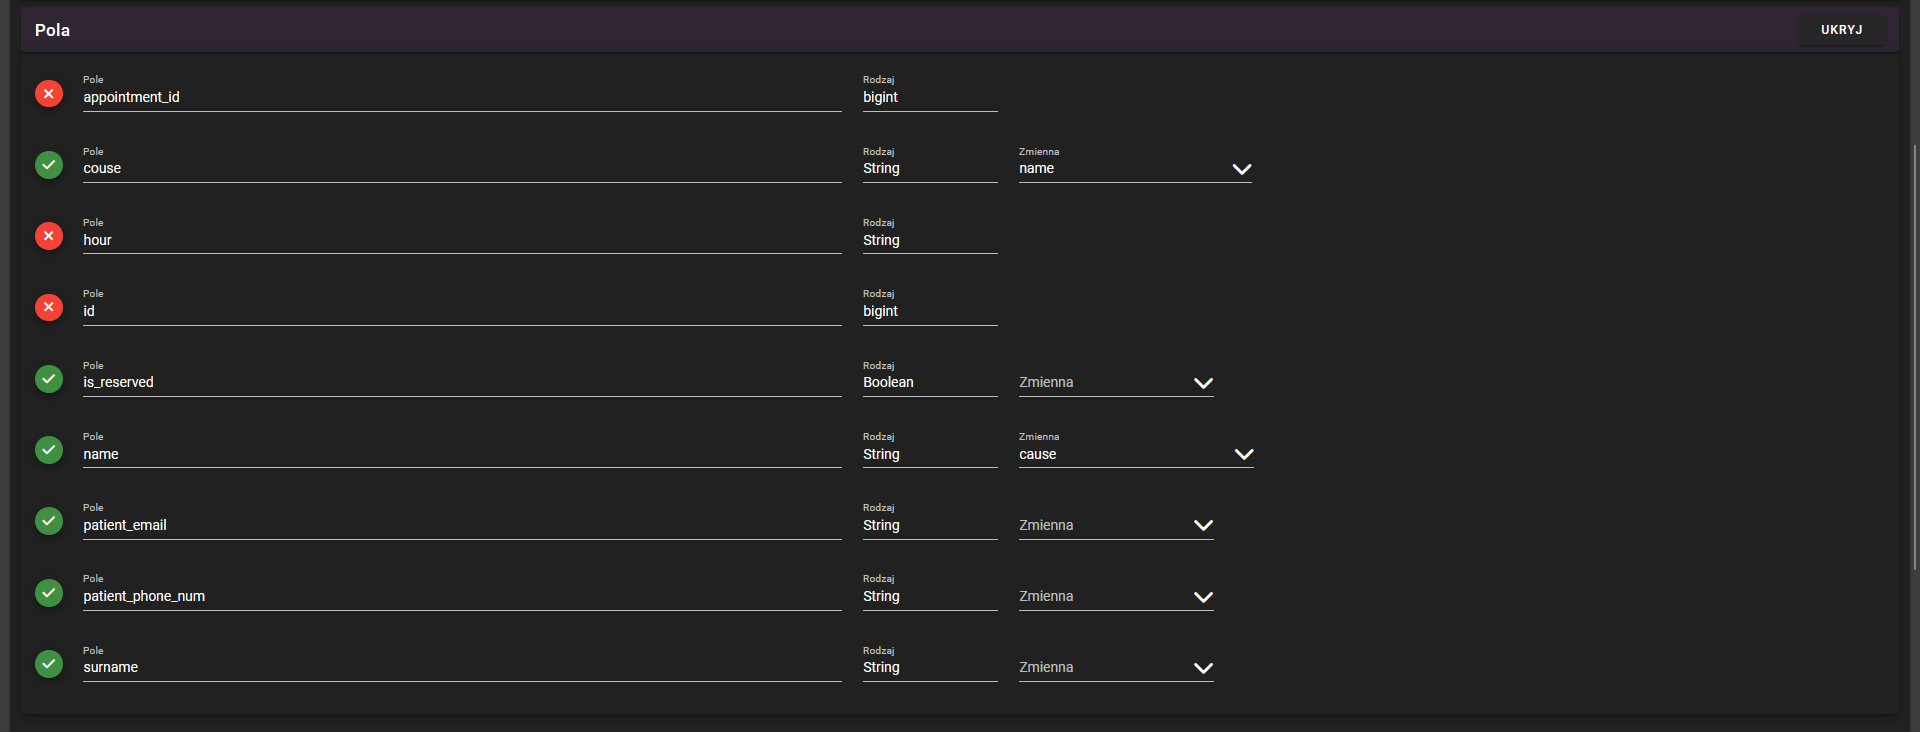 Pola
UKRYJ
Pole Rodzaj
appointment_id bigint
Pole Rodzaj Zmienna
couse String name
Pole Rodzaj
hour String
Pole Rodzaj
id bigint
Pole Rodzaj
is_reserved Boolean Zmienna
Pole Rodzaj Zmienna
name String cause
Pole Rodzaj
patient_email String Zmienna
Pole Rodzaj
patient_phone_num String Zmienna
Pole Rodzaj
surname String Zmienna